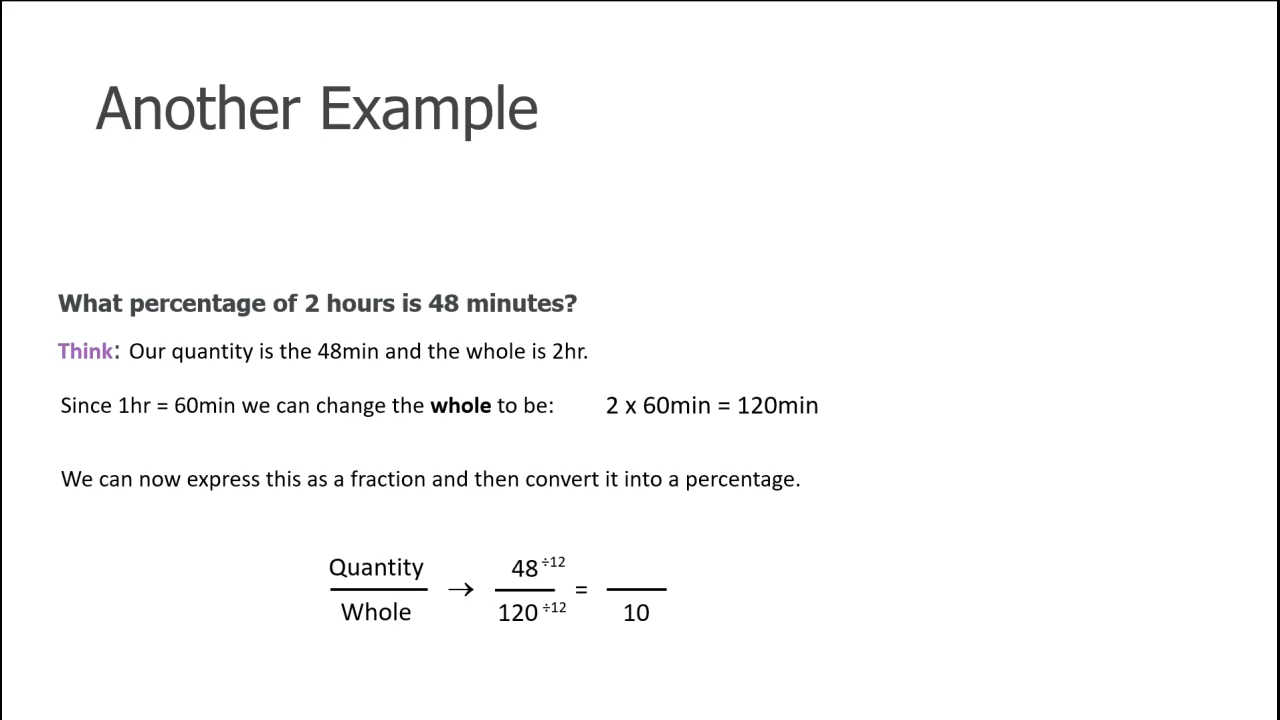 Another Example
What percentage of 2 hours is 48 minutes?
Think: Our quantity is the 48min and the whole is 2hr.
Since 1hr = 60min we can change the whole to be: 2 x 60min = 120min
We can now express this as a fraction and then convert it into a percentage.
Quantity 48 ÷12
→ =
Whole 120 ÷12 10